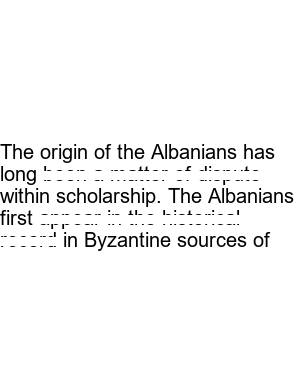 The origin of the Albanians has
long been a matter of dispute
within scholarship. The Albanians
first appear in the historical
record in Byzantine sources of